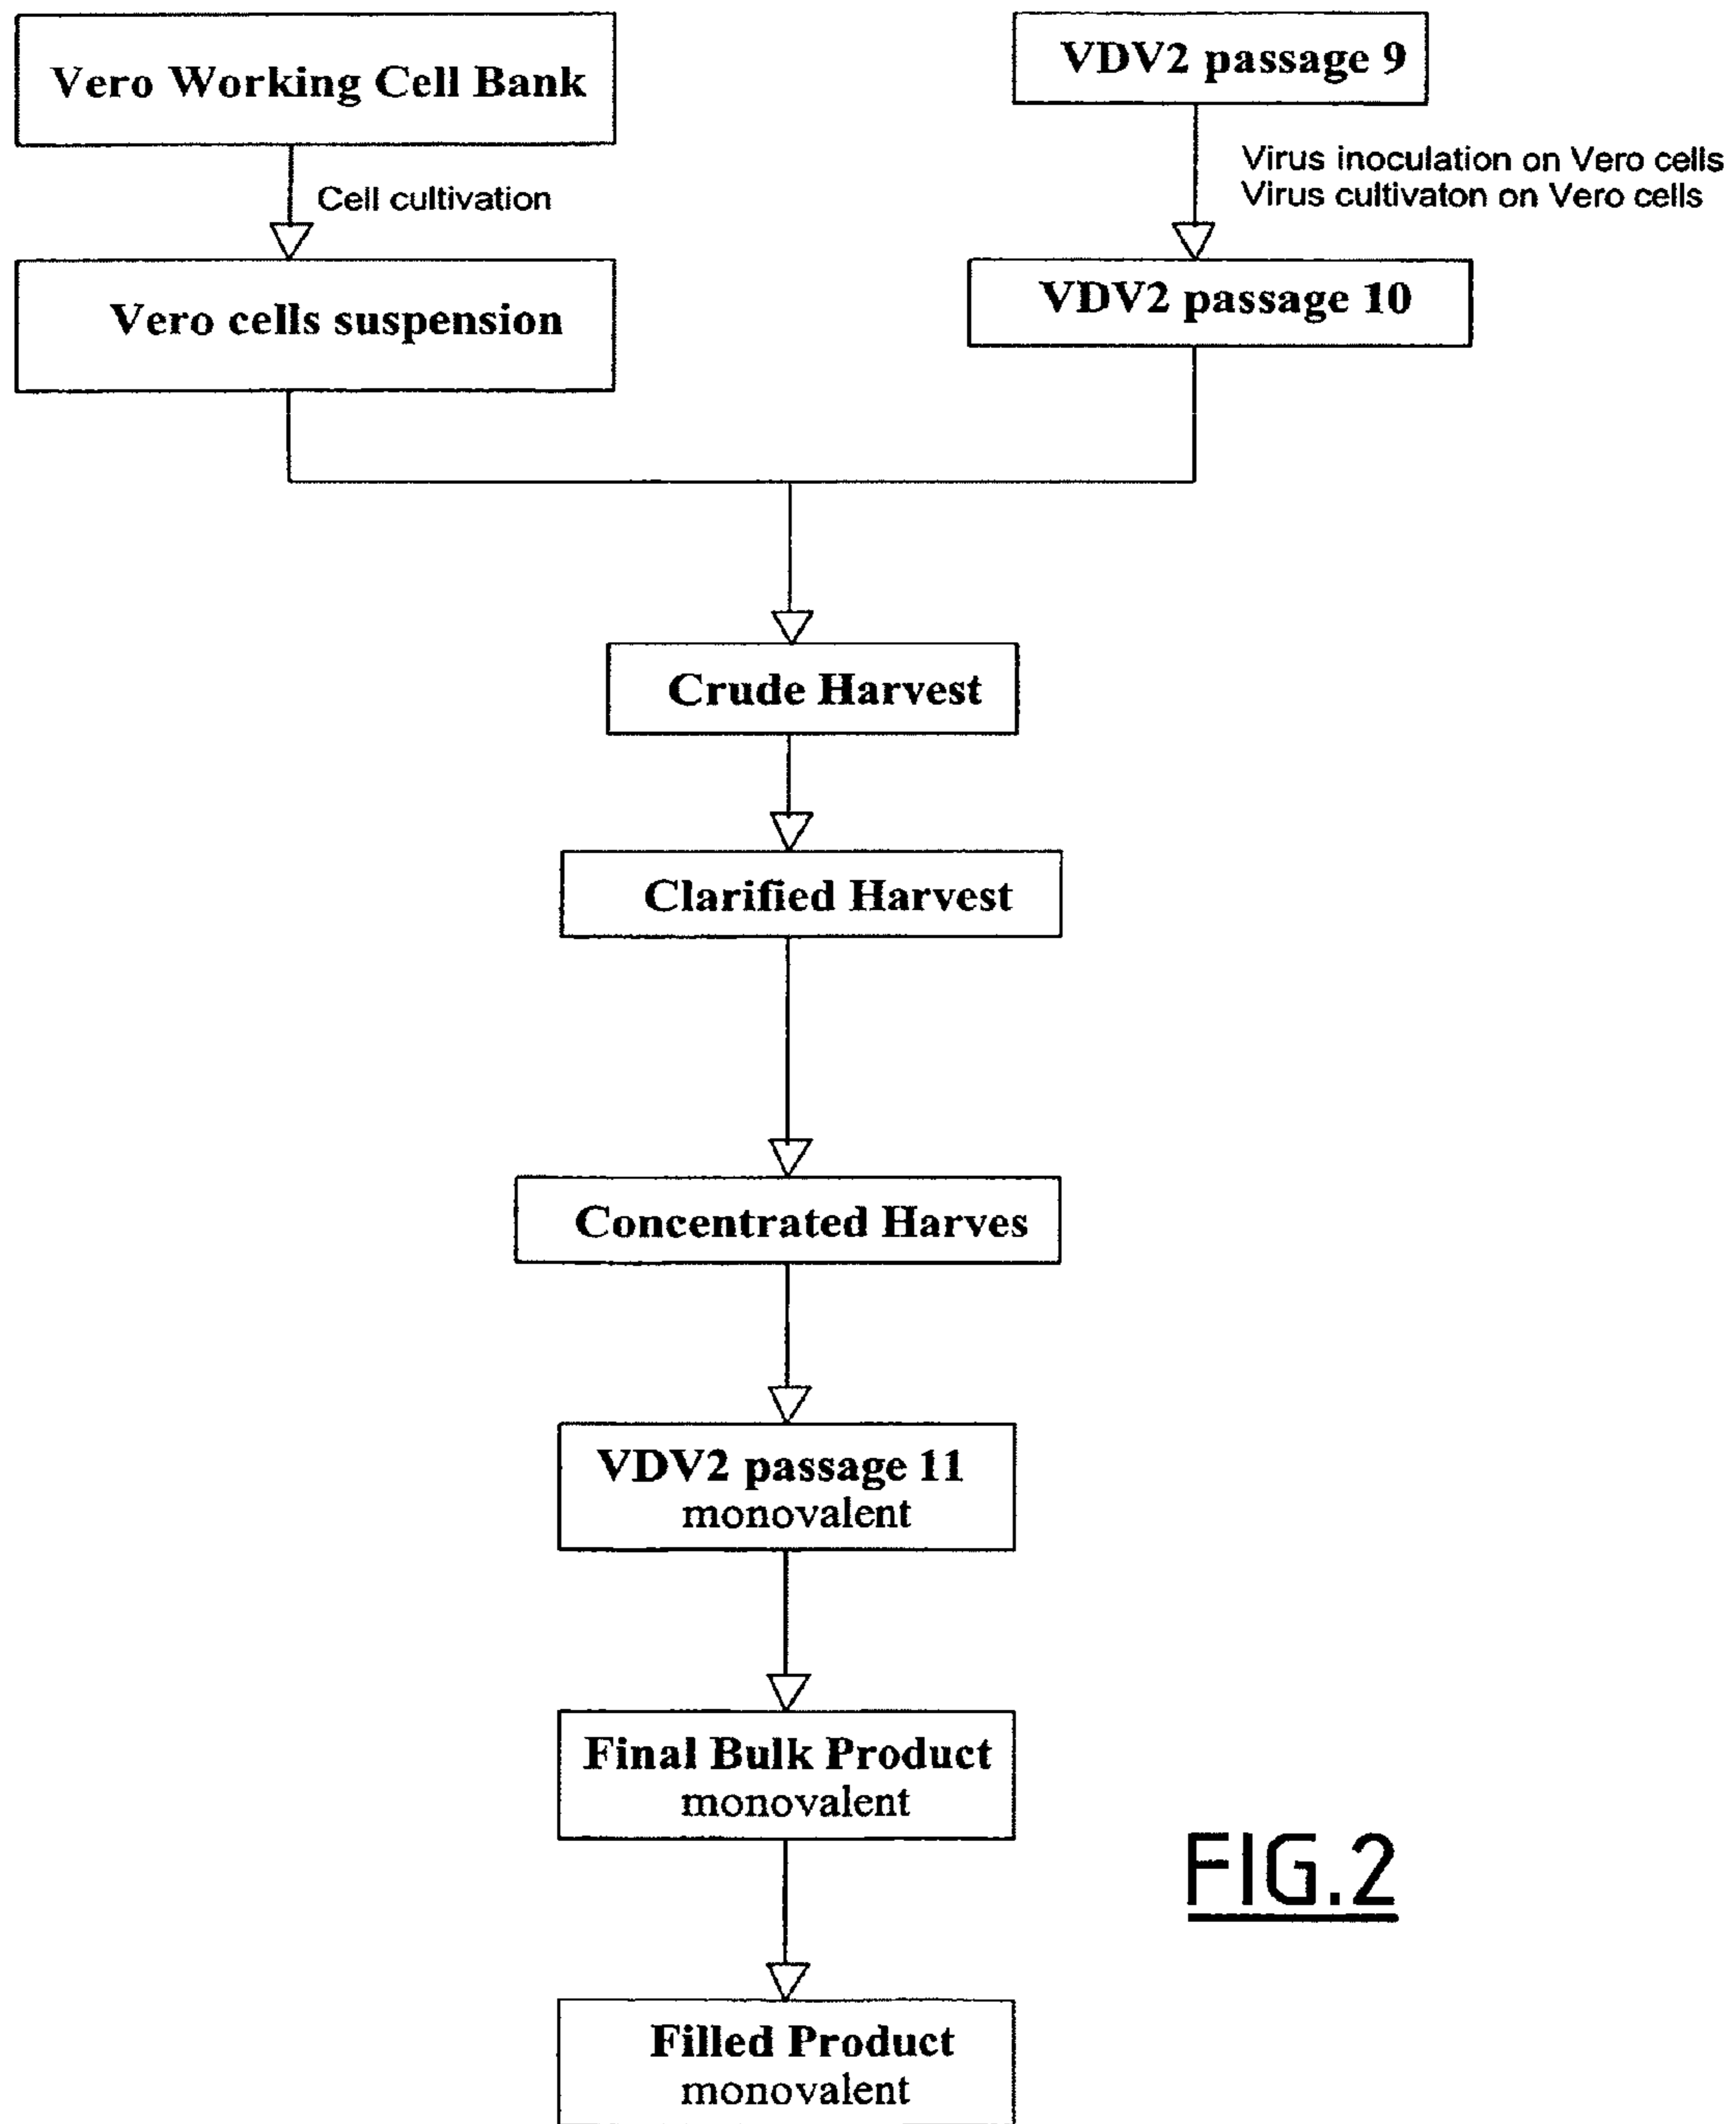 Vero Working Cell Bank
VDV2 passage 9
Cell cultivation
Virus inoculation on Vero cells
Virus cultivaton on Vero cells
Vero cells suspension
VDV2 passage 10
Crude Harvest
Clarified Harvest
Concentrated Harves
VDV2 passage 11
monovalent
Final Bulk Product
monovalent
FIG.2
Filled Product
monovalent